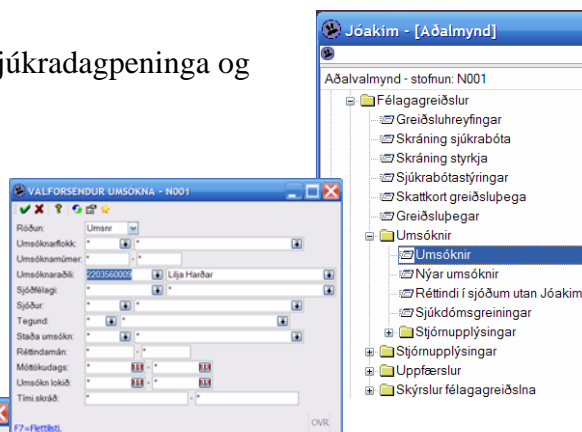 júkradagpeninga og
Jóakim - [Aðalmynd]
Aðalvalmynd - stofnun: N001
Félagagreiðslur
Greiðsluhreyfingar
Skráning sjúkrabóta
Skráning styrkja
Sjúkrabótastýringar
Skattkort greiðsluþega
Greiðsluþegar
Umsóknir
Umsóknir
Nýar umsóknir
Réttindi í sjóðum utan Jóakim
Sjúkdómsgreiningar
Stjórnupplýsingar
Stjórnupplýsingar
Uppfærslur
Skýrslur félagagreiðslna
VALFORSENDUR UMSÓKNA - N001
Röðun: Umsnr
Umsóknarflokk: * *
Umsóknarnúmer: * - *
Umsóknaraðili: 2203560009 Lilja Harðar
Sjóðfélagi: * *
Sjóður: * *
Tegund: * *
Staða umsókn: * *
Réttindamán: * - *
Móttökudags: * - *
Umsókn lokið: * - *
Tími.skráð: * - *
F7=Flettilisti. OVR